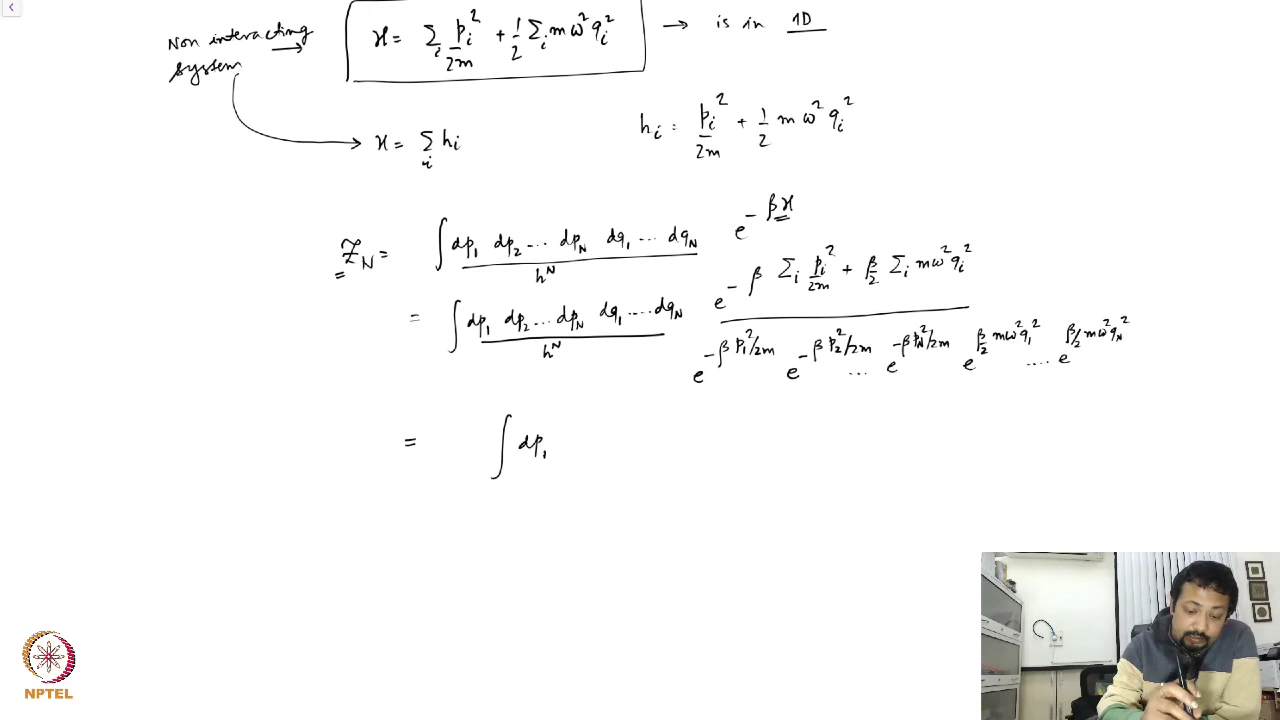 Non interacting system → ℋ = Σ_i p_i²/2m + 1/2 Σ_i mω² q_i² → is in 1D
→ ℋ = Σ_i h_i   h_i = p_i²/2m + 1/2 m ω² q_i²
Z_N = ∫ dp_1 dp_2 ... dp_N dq_1 ... dq_N / h^N   e^{-βℋ}
= ∫ dp_1 dp_2 ... dp_N dq_1 .... dq_N / h^N   e^{-β Σ_i p_i²/2m + β/2 Σ_i mω² q_i²}
e^{-β p_1²/2m} e^{-β p_2²/2m} ... e^{-β p_N²/2m} e^{β/2 mω² q_1²} .... e^{β/2 mω² q_N²}
= ∫ dp_1
NPTEL